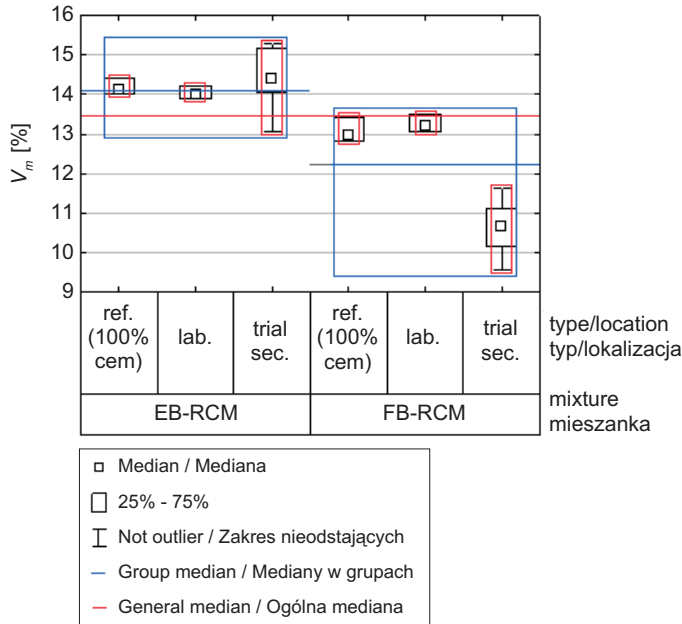 16
15
14
13
12
11
10
9
Vm [%]
ref.
(100%
cem)
lab.
trial
sec.
ref.
(100%
cem)
lab.
trial
sec.
type/location
typ/lokalizacja
EB-RCM
FB-RCM
mixture
mieszanka
Median / Mediana
25% - 75%
Not outlier / Zakres nieodstających
Group median / Mediany w grupach
General median / Ogólna mediana